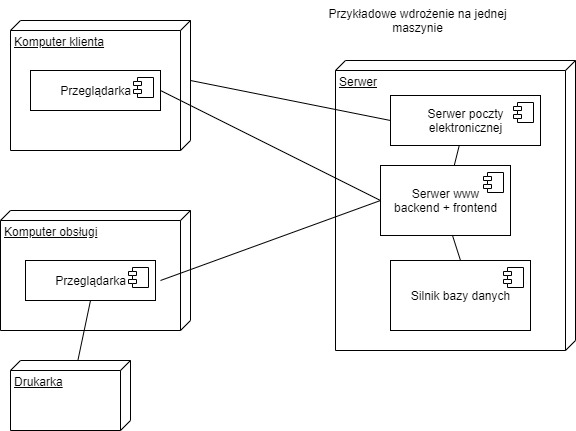 Przykładowe wdrożenie na jednej
maszynie
Komputer klienta
Przeglądarka
Serwer
Serwer poczty
elektronicznej
Serwer www
backend + frontend
Silnik bazy danych
Komputer obsługi
Przeglądarka
Drukarka